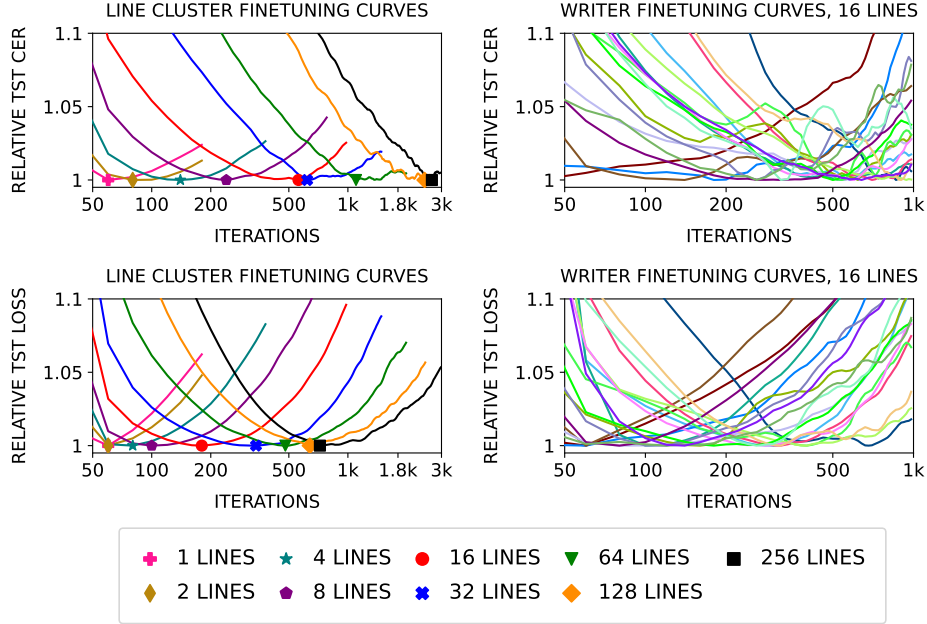 LINE CLUSTER FINETUNING CURVES
RELATIVE TST CER
1.1
1.05
1
50 100 500 1k 1.8k 3k
ITERATIONS
WRITER FINETUNING CURVES, 16 LINES
RELATIVE TST CER
1.1
1.05
1
50 100 500 1k
ITERATIONS
LINE CLUSTER FINETUNING CURVES
RELATIVE TST LOSS
1.1
1.05
1
50 100 500 1k 1.8k 3k
ITERATIONS
WRITER FINETUNING CURVES, 16 LINES
RELATIVE TST LOSS
1.1
1.05
1
50 100 500 1k
ITERATIONS
1 LINES 4 LINES 16 LINES 64 LINES 256 LINES
2 LINES 8 LINES 32 LINES 128 LINES